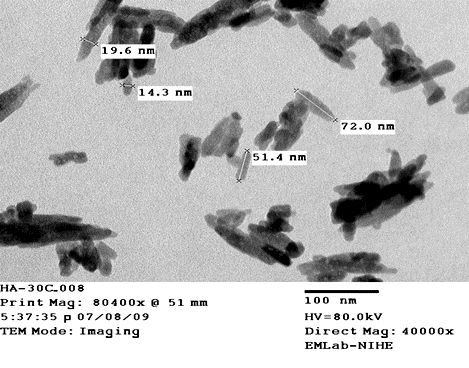 19.6 nm
14.3 nm
72.0 nm
51.4 nm
HA-30C_008
Print Mag: 80400x @ 51 mm
5:37:35 p 07/08/09
TEM Mode: Imaging
100 nm
HV=80.0kV
Direct Mag: 40000x
EMLab-NIHE